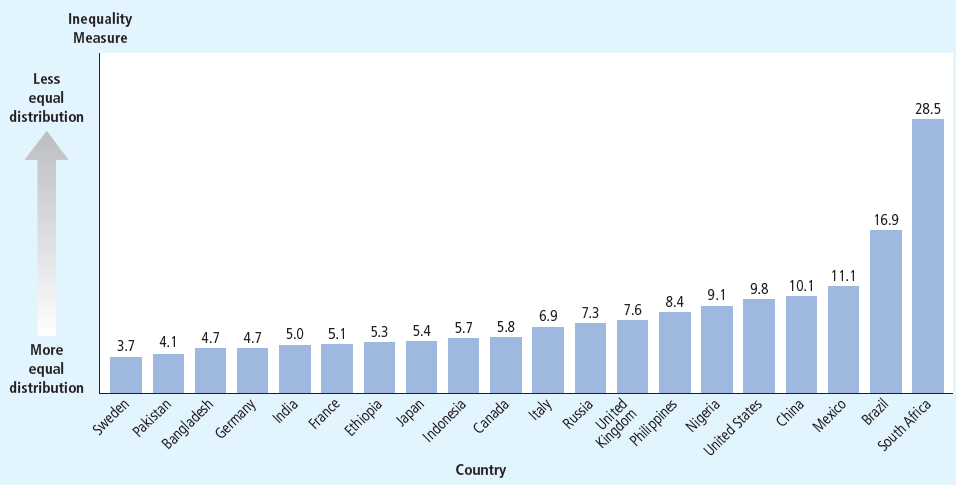 Inequality
Measure
Less
equal
distribution
More
equal
distribution
3.7
4.1
4.7
4.7
5.0
5.1
5.3
5.4
5.7
5.8
6.9
7.3
7.6
8.4
9.1
9.8
10.1
11.1
16.9
28.5
Sweden
Pakistan
Bangladesh
Germany
India
France
Ethiopia
Japan
Indonesia
Canada
Italy
Russia
United
Kingdom
Philippines
Nigeria
United States
China
Mexico
Brazil
South Africa
Country